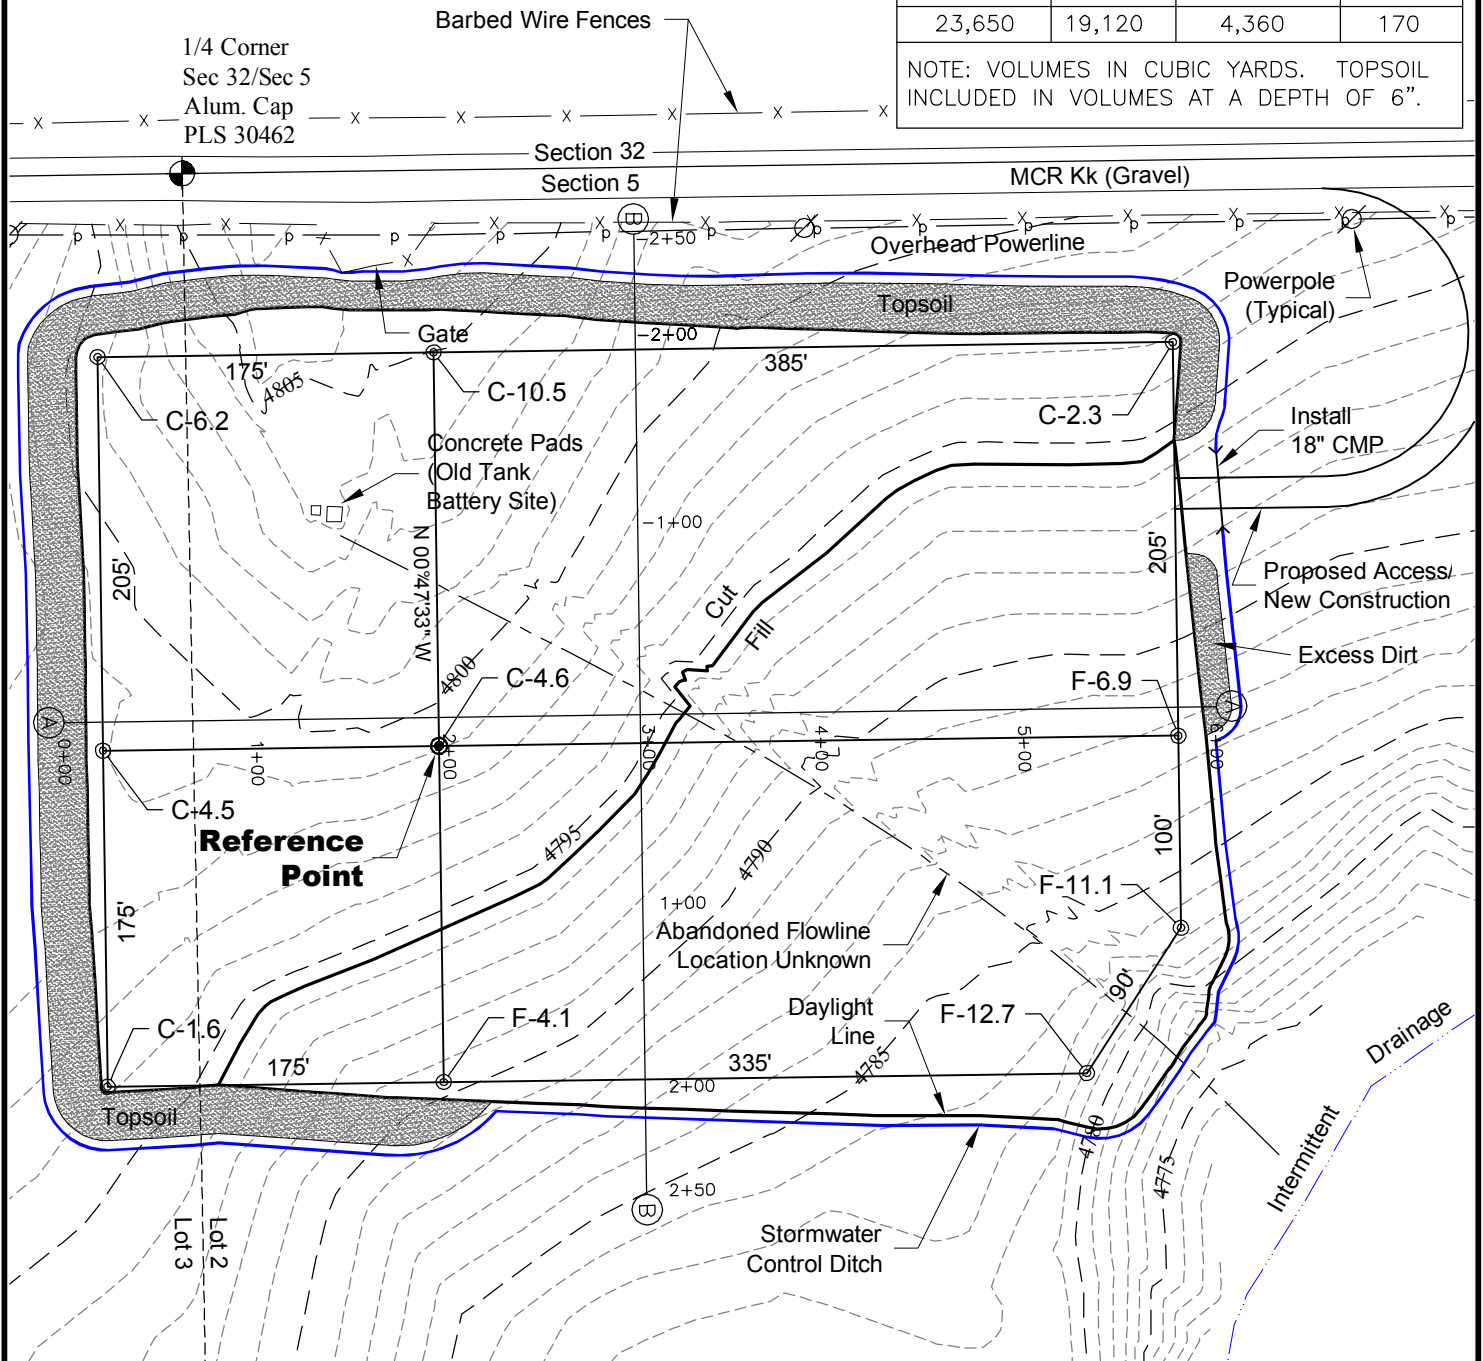 Barbed Wire Fences
23,650 19,120 4,360 170
NOTE: VOLUMES IN CUBIC YARDS. TOPSOIL
INCLUDED IN VOLUMES AT A DEPTH OF 6".
1/4 Corner
Sec 32/Sec 5
Alum. Cap
PLS 30462
Section 32
Section 5
MCR Kk (Gravel)
B
-2+50
Overhead Powerline
Powerpole
(Typical)
Topsoil
Gate
-2+00
175'
385'
4805
C-6.2
C-10.5
C-2.3
Install
18" CMP
Concrete Pads
(Old Tank
Battery Site)
-1+00
N 00°47'33" W
205'
205'
Cut
Fill
Proposed Access/
New Construction
Excess Dirt
4800
C-4.6
F-6.9
A
A
0+00
1+00
2+00
3+00
4+00
5+00
6+00
C-4.5
Reference
Point
4795
4790
100'
F-11.1
175'
1+00
Abandoned Flowline
Location Unknown
90'
Daylight
Line
F-12.7
C-1.6
F-4.1
175'
335'
2+00
4785
Drainage
Topsoil
4780
4775
Intermittent
2+50
B
Lot 3
Lot 2
Stormwater
Control Ditch